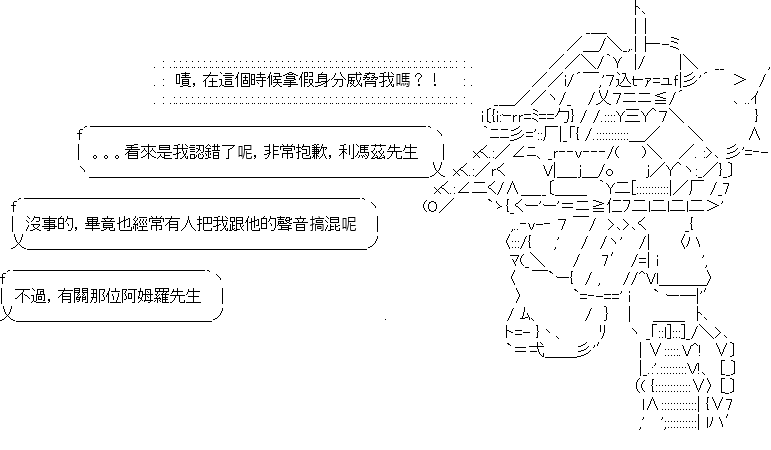 嘖，在這個時候拿假身分威脅我嗎？！
。。。看來是我認錯了呢，非常抱歉，利馮茲先生
沒事的，畢竟也經常有人把我跟他的聲音搞混呢
不過，有關那位阿姆羅先生